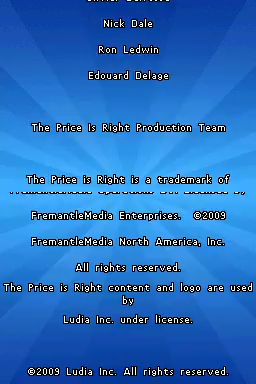 Nick Dale
Ron Ledwin
Edouard Delage
The Price Is Right Production Team
The Price is Right is a trademark of
FremantleMedia Enterprises. ©2009
FremantleMedia North America, Inc.
All rights reserved.
The Price is Right content and logo are used
by
Ludia Inc. under license.
©2009 Ludia Inc. All rights reserved.